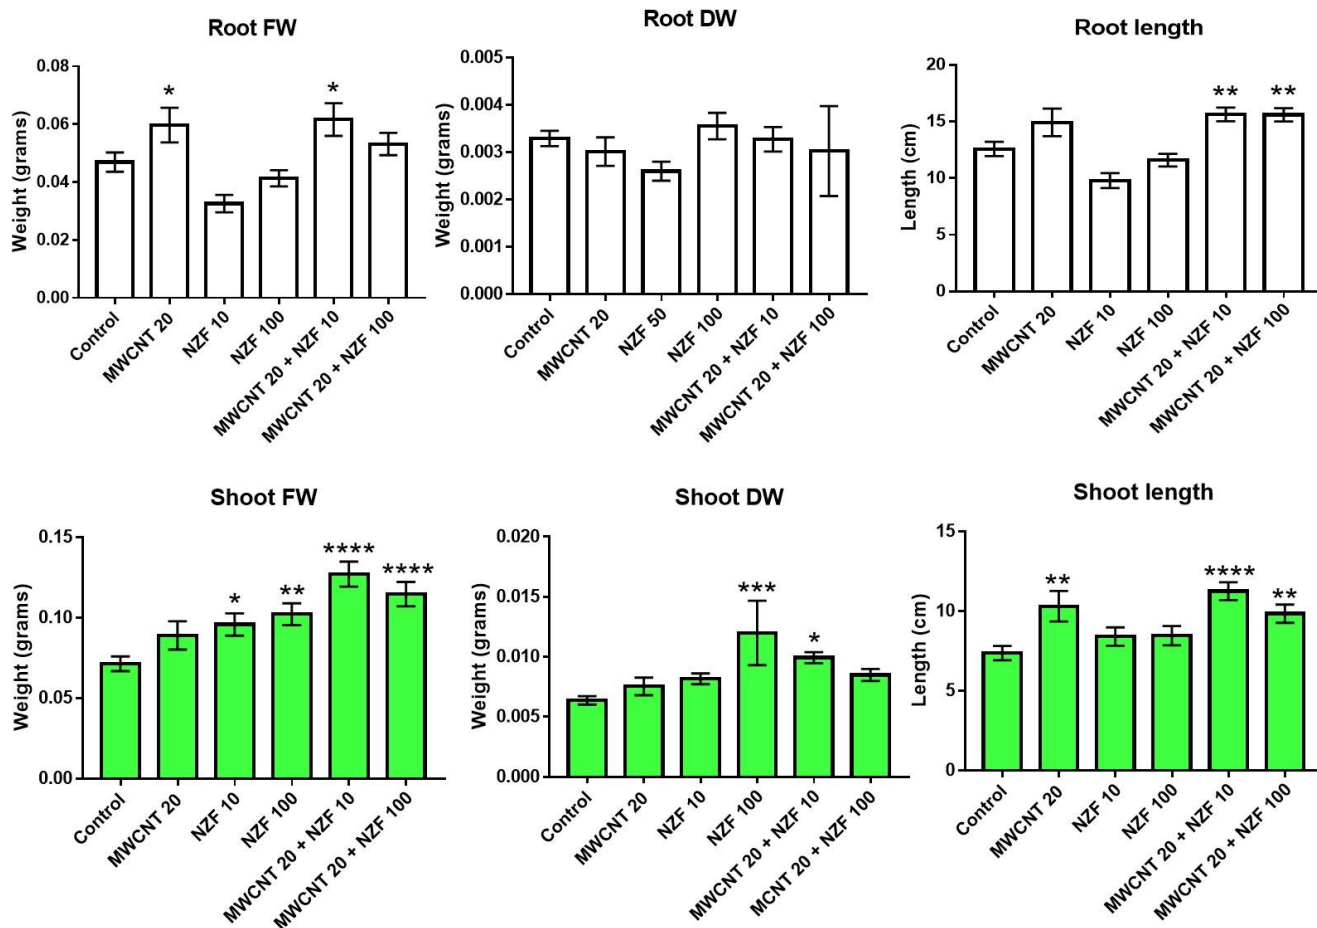 Root FW
Weight (grams)
0.08
0.06
0.04
0.02
0.00
*
*
Control
MWCNT 20
NZF 10
NZF 100
MWCNT 20 + NZF 10
MWCNT 20 + NZF 100
Root DW
Weight (grams)
0.005
0.004
0.003
0.002
0.001
0.000
Control
MWCNT 20
NZF 50
NZF 100
MWCNT 20 + NZF 10
MWCNT 20 + NZF 100
Root length
Length (cm)
20
15
10
5
0
**
**
Control
MWCNT 20
NZF 10
NZF 100
MWCNT 20 + NZF 10
MWCNT 20 + NZF 100
Shoot FW
Weight (grams)
0.15
0.10
0.05
0.00
*
**
****
****
Control
MWCNT 20
NZF 10
NZF 100
MWCNT 20 + NZF 10
MWCNT 20 + NZF 100
Shoot DW
Weight (grams)
0.020
0.015
0.010
0.005
0.000
***
*
Control
MWCNT 20
NZF 10
NZF 100
MWCNT 20 + NZF 10
MCNT 20 + NZF 100
Shoot length
Length (cm)
15
10
5
0
**
****
**
Control
MWCNT 20
NZF 10
NZF 100
MWCNT 20 + NZF 10
MWCNT 20 + NZF 100